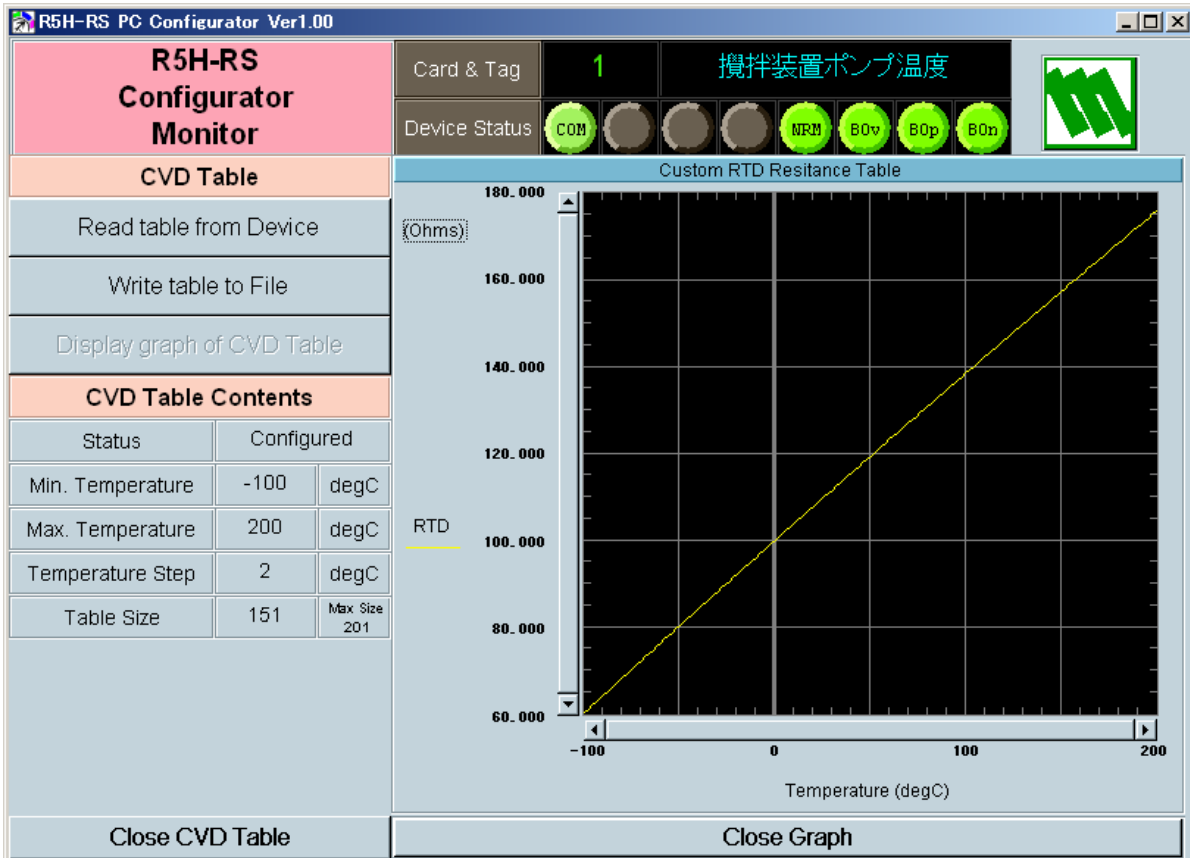 R5H-RS PC Configurator Ver1.00
R5H-RS
Configurator
Monitor
Card & Tag
1
攪拌装置ポンプ温度
Device Status
COM
NRM
BOv
BOp
BOn
CVD Table
Read table from Device
Write table to File
Display graph of CVD Table
CVD Table Contents
Status Configured
Min. Temperature -100 degC
Max. Temperature 200 degC
Temperature Step 2 degC
Table Size 151 Max Size
201
Close CVD Table
Custom RTD Resitance Table
(Ohms)
180.000
160.000
140.000
120.000
RTD
100.000
80.000
60.000
-100 0 100 200
Temperature (degC)
Close Graph